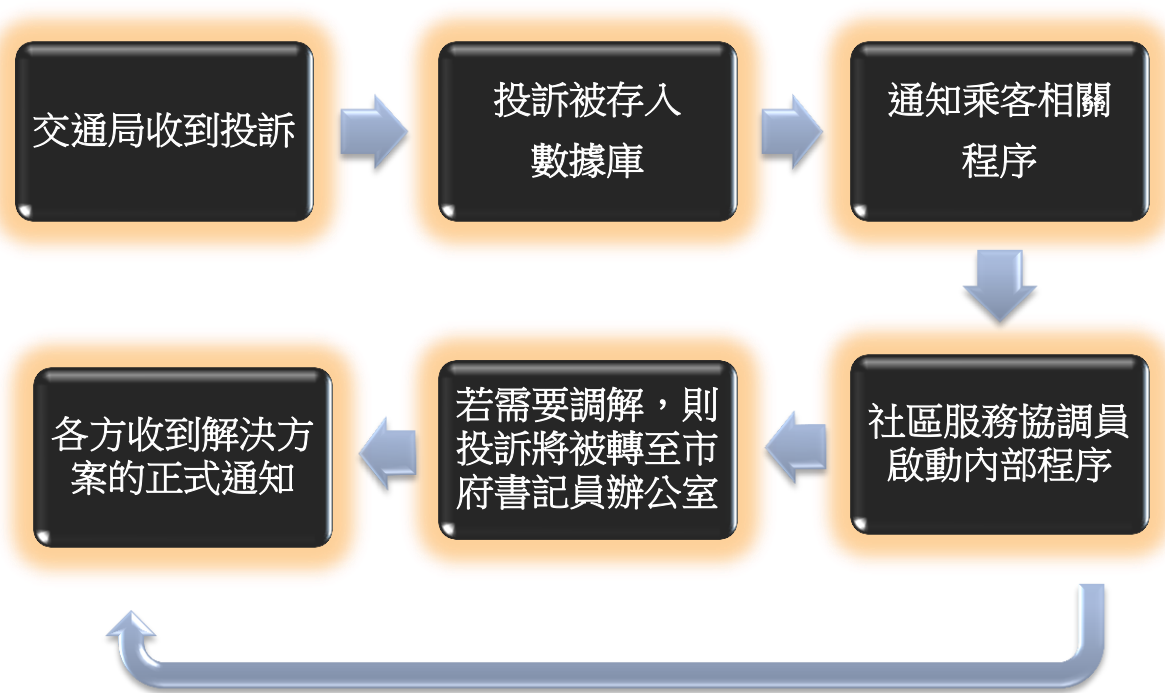 交通局收到投訴
投訴被存入
數據庫
通知乘客相關
程序
社區服務協調員
啟動內部程序
若需要調解，則
投訴將被轉至市
府書記員辦公室
各方收到解決方
案的正式通知